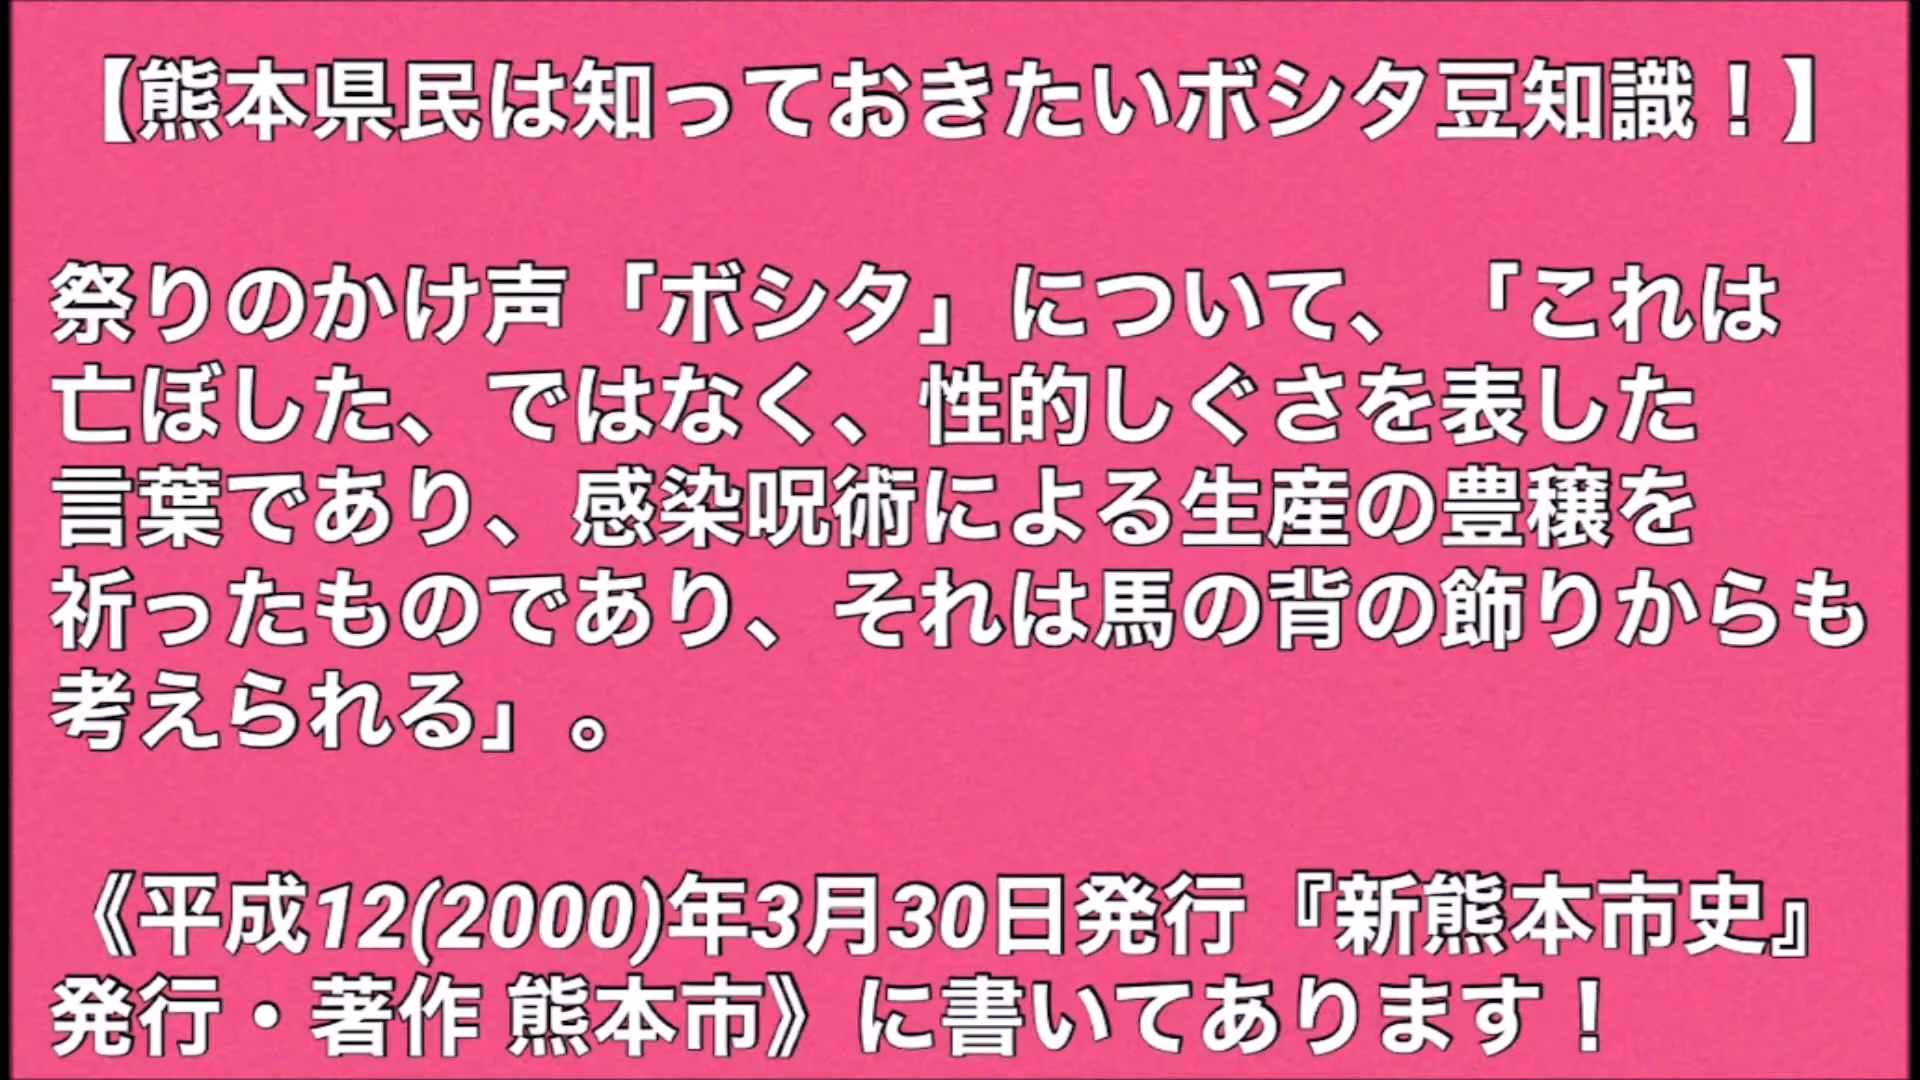 【熊本県民は知っておきたいボシタ豆知識！】
祭りのかけ声「ボシタ」について、「これは
亡ぼした、ではなく、性的しぐさを表した
言葉であり、感染呪術による生産の豊穣を
祈ったものであり、それは馬の背の飾りからも
考えられる」。
《平成12(2000)年3月30日発行『新熊本市史』
発行・著作 熊本市》に書いてあります！